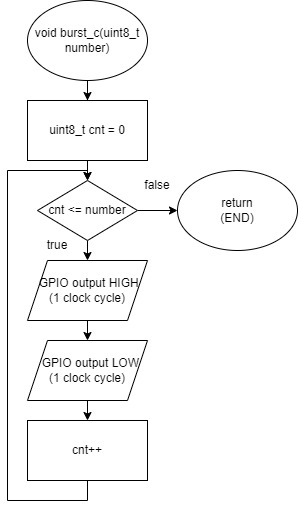 void burst_c(uint8_t
number)
uint8_t cnt = 0
cnt <= number
false
return
(END)
true
GPIO output HIGH
(1 clock cycle)
GPIO output LOW
(1 clock cycle)
cnt++